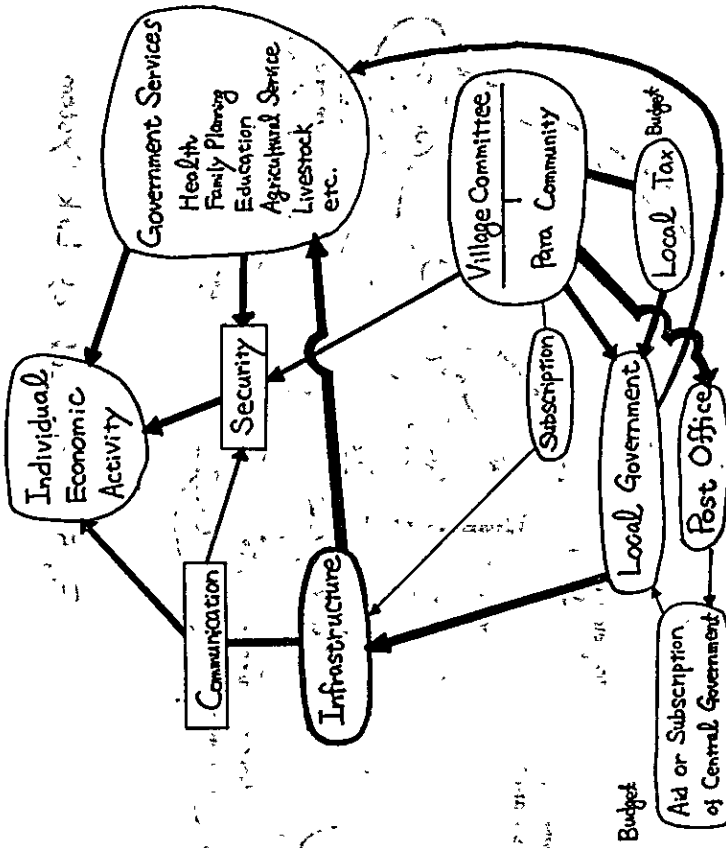 Individual
Economic
Activity
Government Services
Health
Family Planning
Education
Agricultural Service
Livestock
etc.
Communication
Security
Infrastructure
Subscription
Village Committee
Para Community
Local Government
Local Tax
Budget
Post Office
Budget
Aid or Subscription
of Central Government